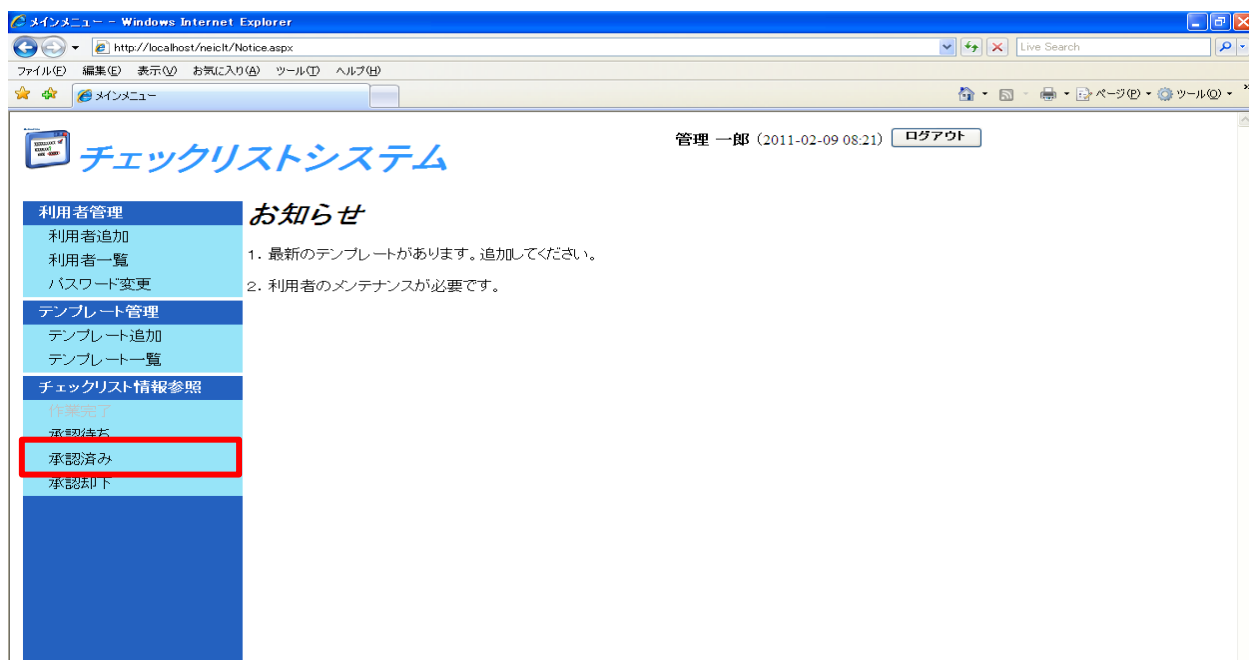 メインメニュー - Windows Internet Explorer
http://localhost/neiclt/Notice.aspx
Live Search
ファイル(F) 編集(E) 表示(V) お気に入り(A) ツール(T) ヘルプ(H)
メインメニュー
ページ(P) ツール(O)
チェックリストシステム
管理 一郎 (2011-02-09 08:21) ログアウト
利用者管理
利用者追加
利用者一覧
パスワード変更
テンプレート管理
テンプレート追加
テンプレート一覧
チェックリスト情報参照
作業完了
承認待ち
承認済み
承認却下
お知らせ
1. 最新のテンプレートがあります。追加してください。
2. 利用者のメンテナンスが必要です。